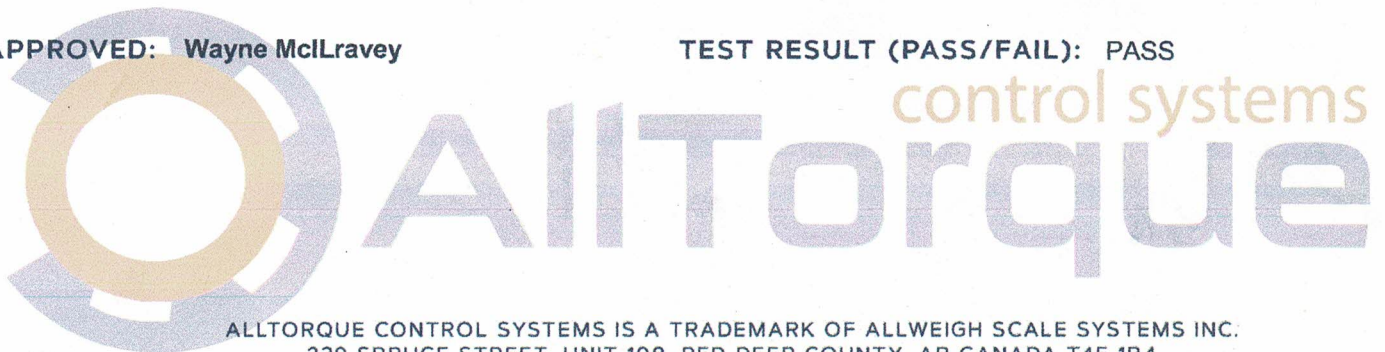 APPROVED: Wayne McILravey
TEST RESULT (PASS/FAIL): PASS
control systems
AllTorque
ALLTORQUE CONTROL SYSTEMS IS A TRADEMARK OF ALLWEIGH SCALE SYSTEMS INC.